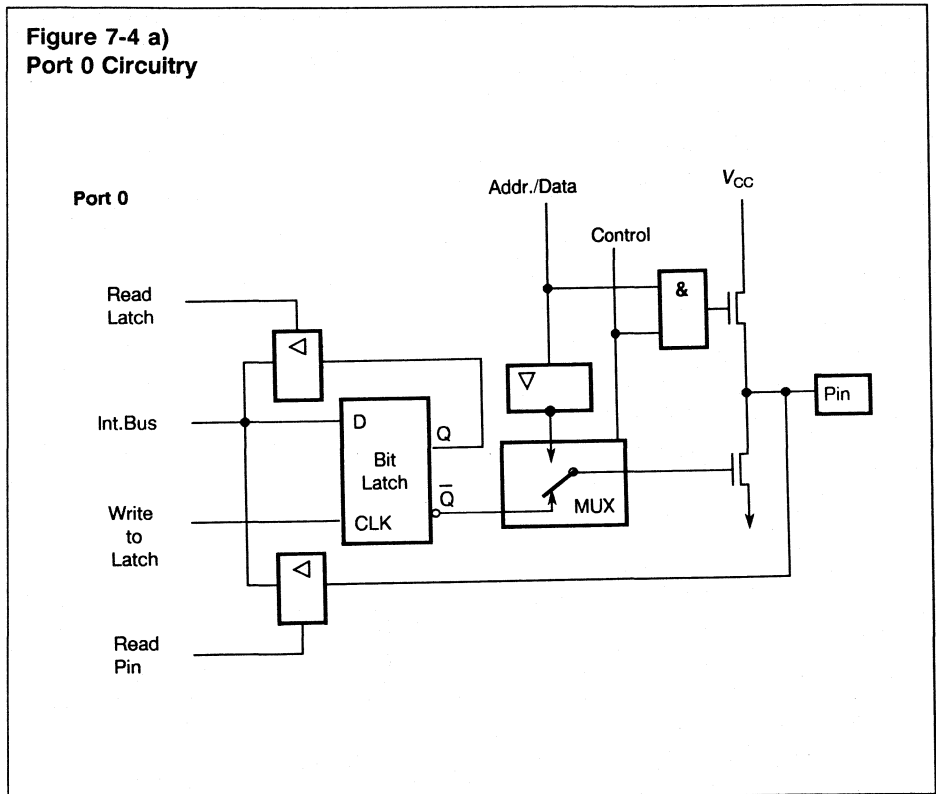 Figure 7-4 a)
Port 0 Circuitry
Port 0
Addr./Data
VCC
Control
&
Read
Latch
Int.Bus
D
Q
Bit
Latch
Q̅
CLK
MUX
Pin
Write
to
Latch
Read
Pin